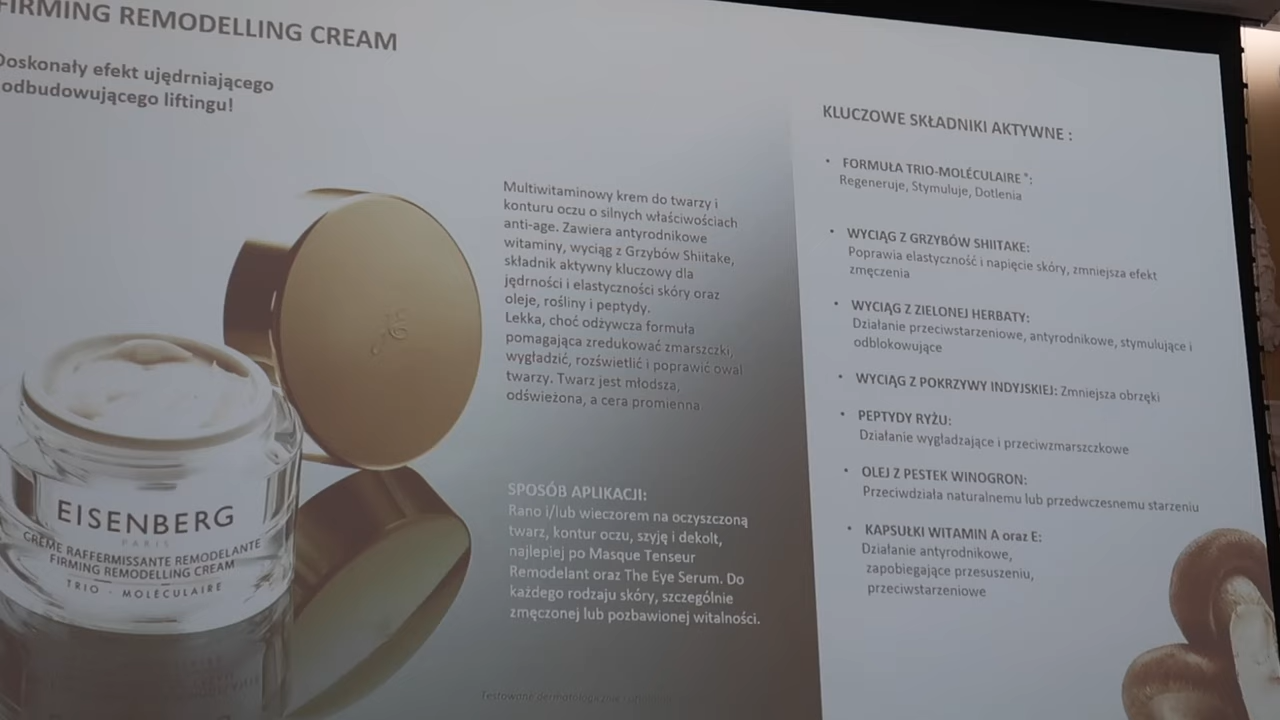 FIRMING REMODELLING CREAM
Doskonały efekt ujędrniającego
odbudowującego liftingu!
EISENBERG
PARIS
CRÈME RAFFERMISSANTE REMODELANTE
FIRMING REMODELLING CREAM
TRIO - MOLÉCULAIRE
Multiwitaminowy krem do twarzy i
konturu oczu o silnych właściwościach
anti-age. Zawiera antyrodnikowe
witaminy, wyciąg z Grzybów Shiitake,
składnik aktywny kluczowy dla
jędrności i elastyczności skóry oraz
oleje, rośliny i peptydy.
Lekka, choć odżywcza formuła
pomagająca zredukować zmarszczki,
wygładzić, rozświetlić i poprawić owal
twarzy. Twarz jest młodsza,
odświeżona, a cera promienna
SPOSÓB APLIKACJI:
Rano i/lub wieczorem na oczyszczoną
twarz, kontur oczu, szyję i dekolt,
najlepiej po Masque Tenseur
Remodelant oraz The Eye Serum. Do
każdego rodzaju skóry, szczególnie
zmęczonej lub pozbawionej witalności.
Testowane dermatologicznie
KLUCZOWE SKŁADNIKI AKTYWNE :
• FORMUŁA TRIO-MOLÉCULAIRE®:
Regeneruje, Stymuluje, Dotlenia
• WYCIĄG Z GRZYBÓW SHIITAKE:
Poprawia elastyczność i napięcie skóry, zmniejsza efekt
zmęczenia
• WYCIĄG Z ZIELONEJ HERBATY:
Działanie przeciwstarzeniowe, antyrodnikowe, stymulujące i
odblokowujące
• WYCIĄG Z POKRZYWY INDYJSKIEJ: Zmniejsza obrzęki
• PEPTYDY RYŻU:
Działanie wygładzające i przeciwzmarszczkowe
• OLEJ Z PESTEK WINOGRON:
Przeciwdziała naturalnemu lub przedwczesnemu starzeniu
• KAPSUŁKI WITAMIN A oraz E:
Działanie antyrodnikowe,
zapobiegające przesuszeniu,
przeciwstarzeniowe